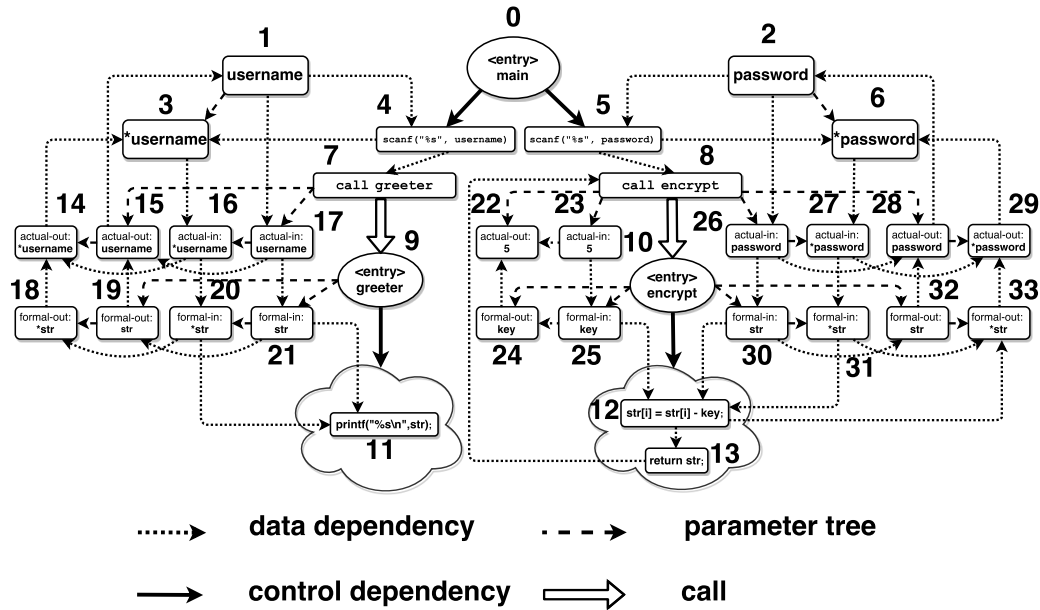 0
1
2
<entry>
main
username
password
3
4
5
6
*username
scanf("%s", username)
scanf("%s", password)
*password
7
8
call greeter
call encrypt
14
15
16
17
22
23
26
27
28
29
actual-out:
*username
actual-out:
username
actual-in:
*username
actual-in:
username
9
<entry>
greeter
actual-out:
5
actual-in:
5
10
<entry>
encrypt
actual-in:
password
actual-in:
*password
actual-out:
password
actual-out:
*password
18
19
20
32
33
formal-out:
*str
formal-out:
str
formal-in:
*str
formal-in:
str
formal-out:
key
formal-in:
key
formal-in:
str
formal-in:
*str
formal-out:
str
formal-out:
*str
21
24
25
30
31
12
str[i] = str[i] - key;
printf("%s\n",str);
11
return str;
13
data dependency
parameter tree
control dependency
call